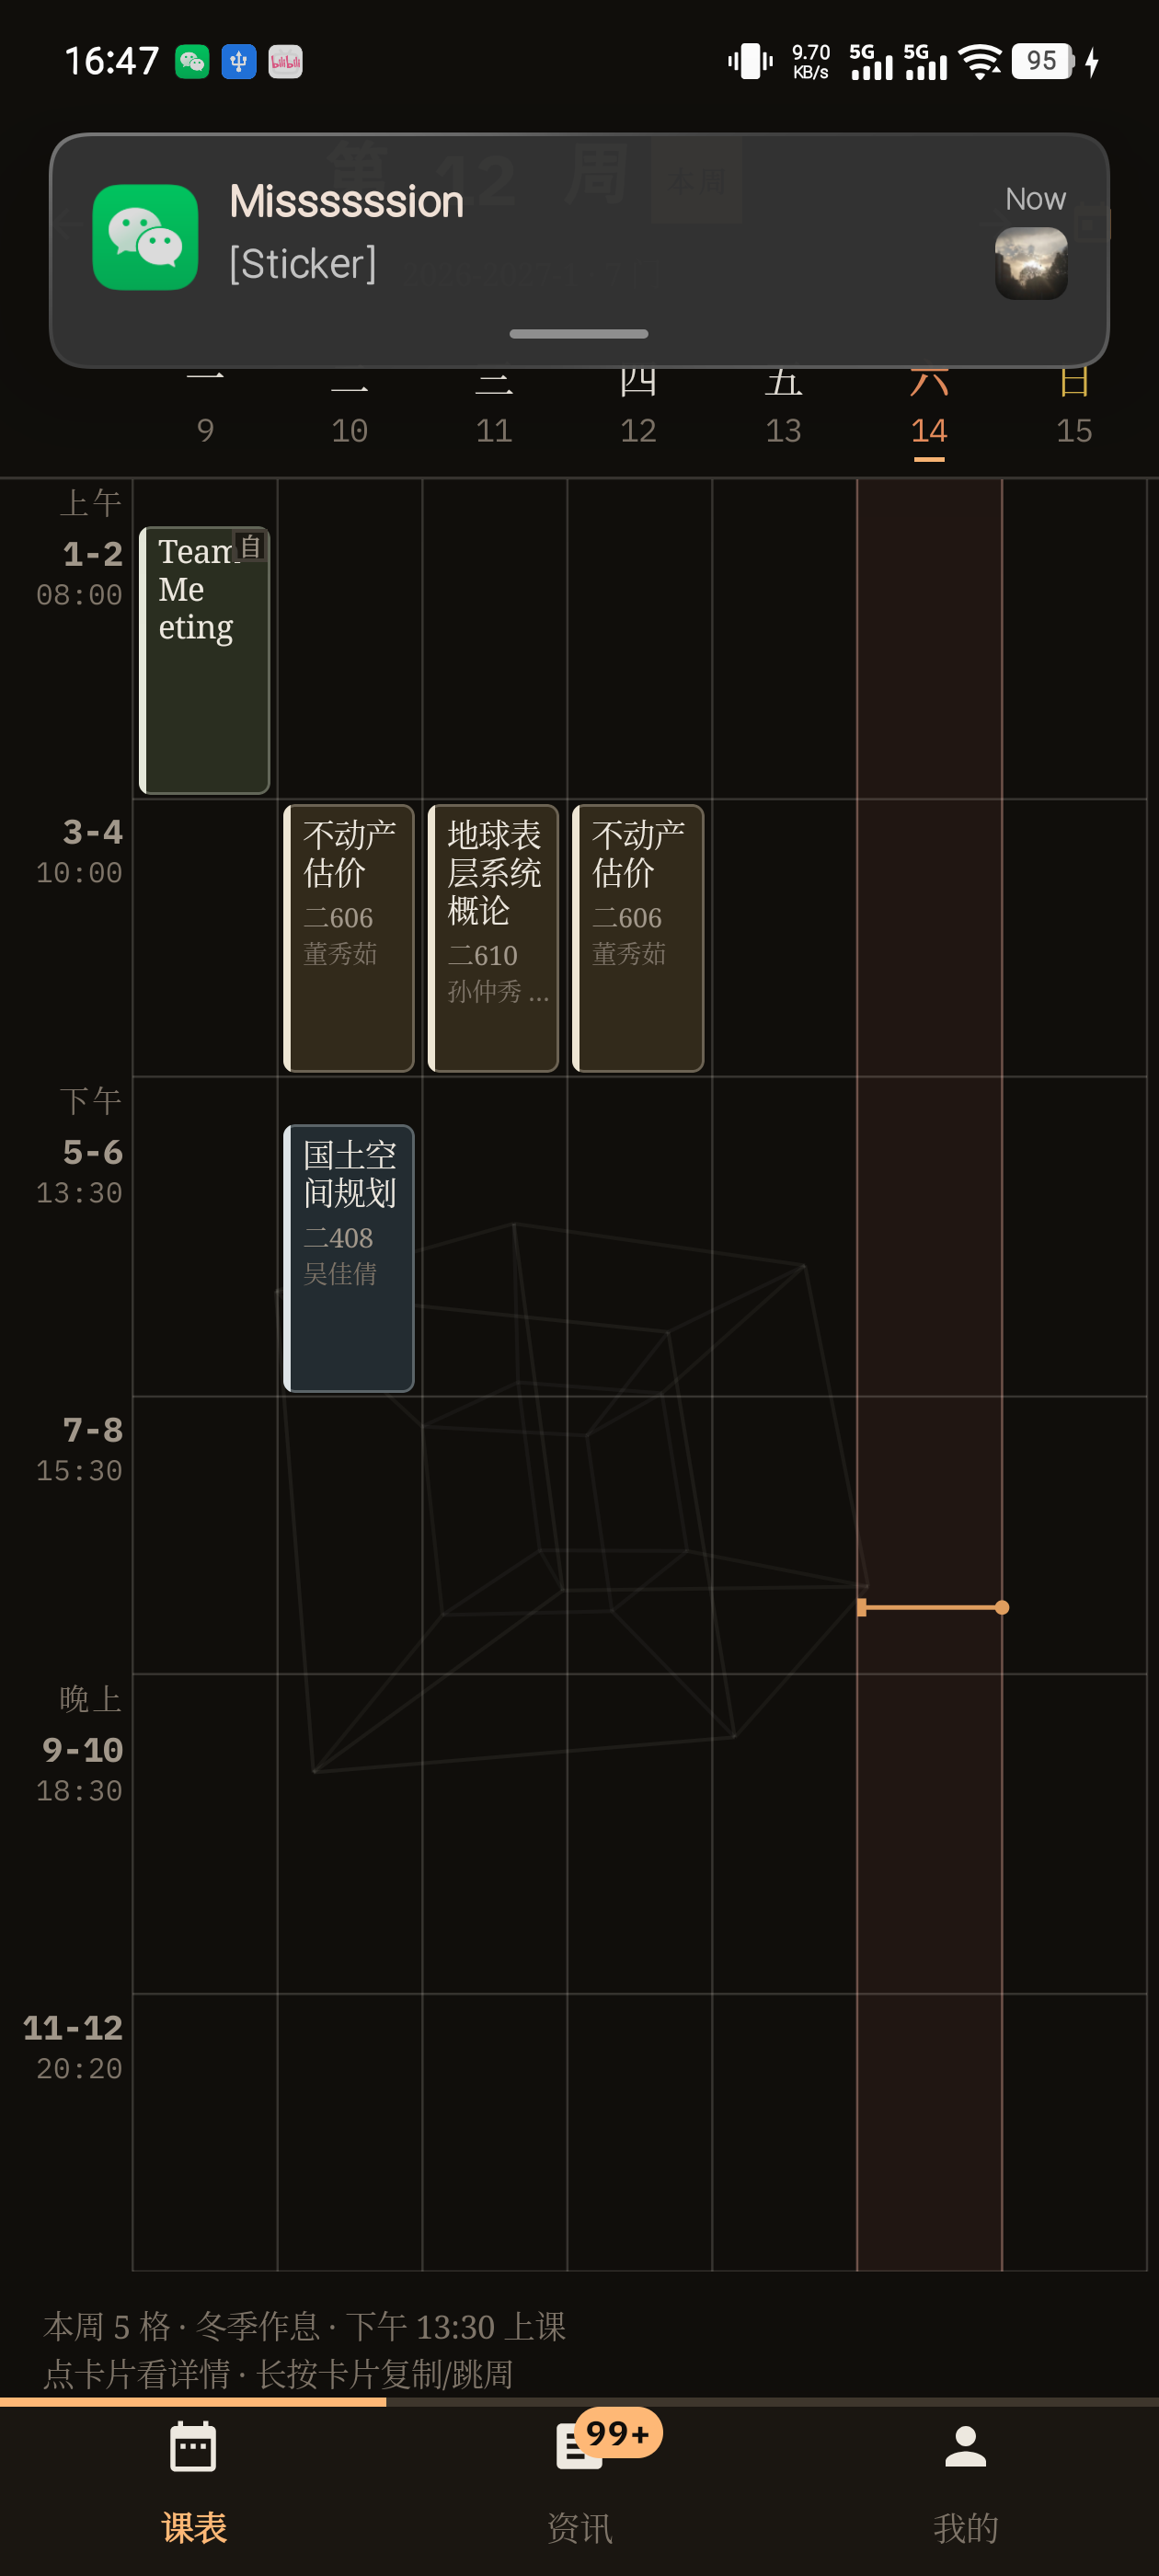 16:47
9.70 KB/s 5G 5G 95
第 12 周 本周
Missssssion
Now
[Sticker]
一 二 三 四 五 六 日
9 10 11 12 13 14 15
上午
1-2
08:00
Team
Me
eting
自
3-4
10:00
不动产
估价
二606
董秀茹
地球表
层系统
概论
二610
孙仲秀 ...
不动产
估价
二606
董秀茹
下午
5-6
13:30
国土空
间规划
二408
吴佳倩
7-8
15:30
晚上
9-10
18:30
11-12
20:20
本周 5 格 · 冬季作息 · 下午 13:30 上课
点卡片看详情 · 长按卡片复制/跳周
99+
课表 资讯 我的